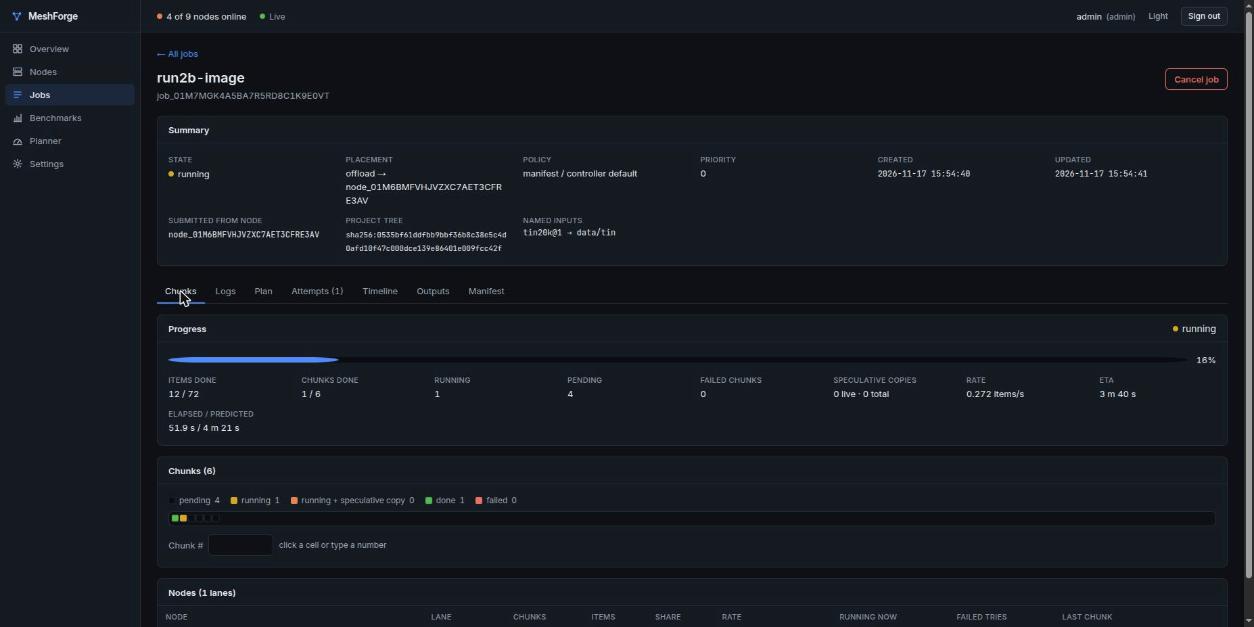 MeshForge
4 of 9 nodes online
Live
admin (admin)
Light
Sign out
Overview
Nodes
Jobs
Benchmarks
Planner
Settings
← All jobs
run2b-image
job_01M7MGK4A5BA7R5RD8C1K9E0VT
Cancel job
Summary
STATE
running
PLACEMENT
offload →
node_01M6BMFVHJVZXC7AET3CFR
E3AV
POLICY
manifest / controller default
PRIORITY
0
CREATED
2026-11-17 15:54:40
UPDATED
2026-11-17 15:54:41
SUBMITTED FROM NODE
node_01M6BMFVHJVZXC7AET3CFRE3AV
PROJECT TREE
sha256:0535bf61ddfbb9bbf36b8c38e5c4d
0afd10f47c000dce139e86401e009fcc42f
NAMED INPUTS
tin20k@1 → data/tin
Chunks
Logs
Plan
Attempts (1)
Timeline
Outputs
Manifest
Progress
running
16%
ITEMS DONE
12 / 72
CHUNKS DONE
1 / 6
RUNNING
1
PENDING
4
FAILED CHUNKS
0
SPECULATIVE COPIES
0 live · 0 total
RATE
0.272 items/s
ETA
3 m 40 s
ELAPSED / PREDICTED
51.9 s / 4 m 21 s
Chunks (6)
pending 4
running 1
running + speculative copy 0
done 1
failed 0
Chunk #
click a cell or type a number
Nodes (1 lanes)
NODE
LANE
CHUNKS
ITEMS
SHARE
RATE
RUNNING NOW
FAILED TRIES
LAST CHUNK